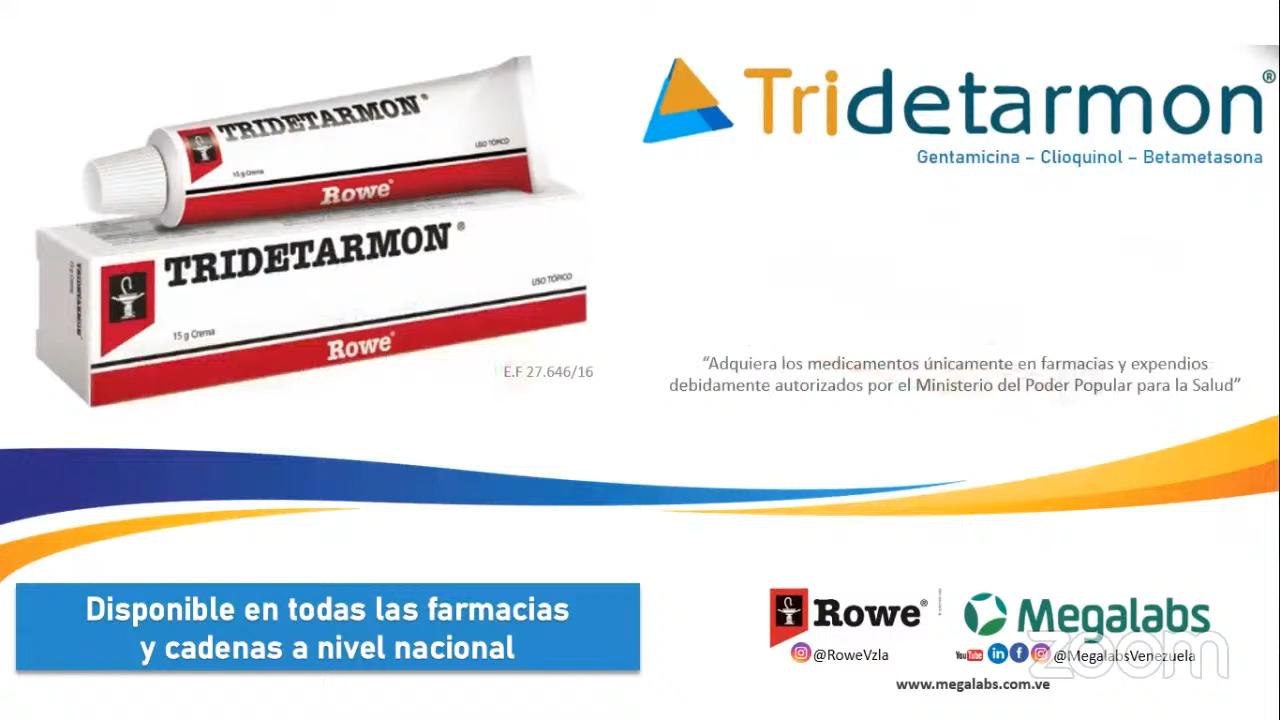 TRIDETARMON®
USO TÓPICO
15 g Crema
Rowe®
TRIDETARMON®
USO TÓPICO
15 g Crema
Rowe®
E.F 27.646/16
Tridetarmon®
Gentamicina – Clioquinol – Betametasona
“Adquiera los medicamentos únicamente en farmacias y expendios
debidamente autorizados por el Ministerio del Poder Popular para la Salud”
Disponible en todas las farmacias
y cadenas a nivel nacional
Rowe®
@RoweVzla
Megalabs
YouTube
@MegalabsVenezuela
zoom
www.megalabs.com.ve